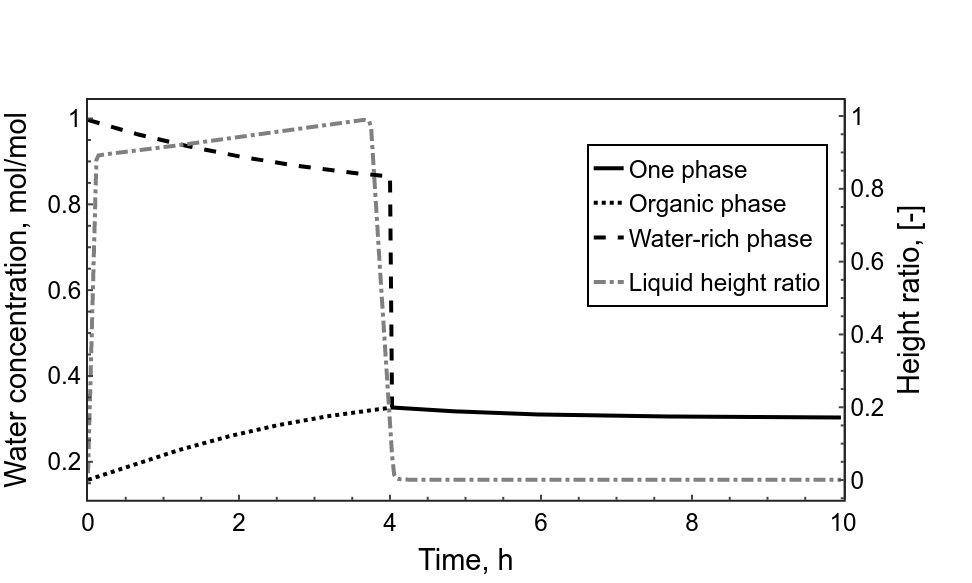 Water concentration, mol/mol
1
0.8
0.6
0.4
0.2
0
2
4
6
8
10
Time, h
One phase
Organic phase
Water-rich phase
Liquid height ratio
1
0.8
0.6
0.4
0.2
0
Height ratio, [-]